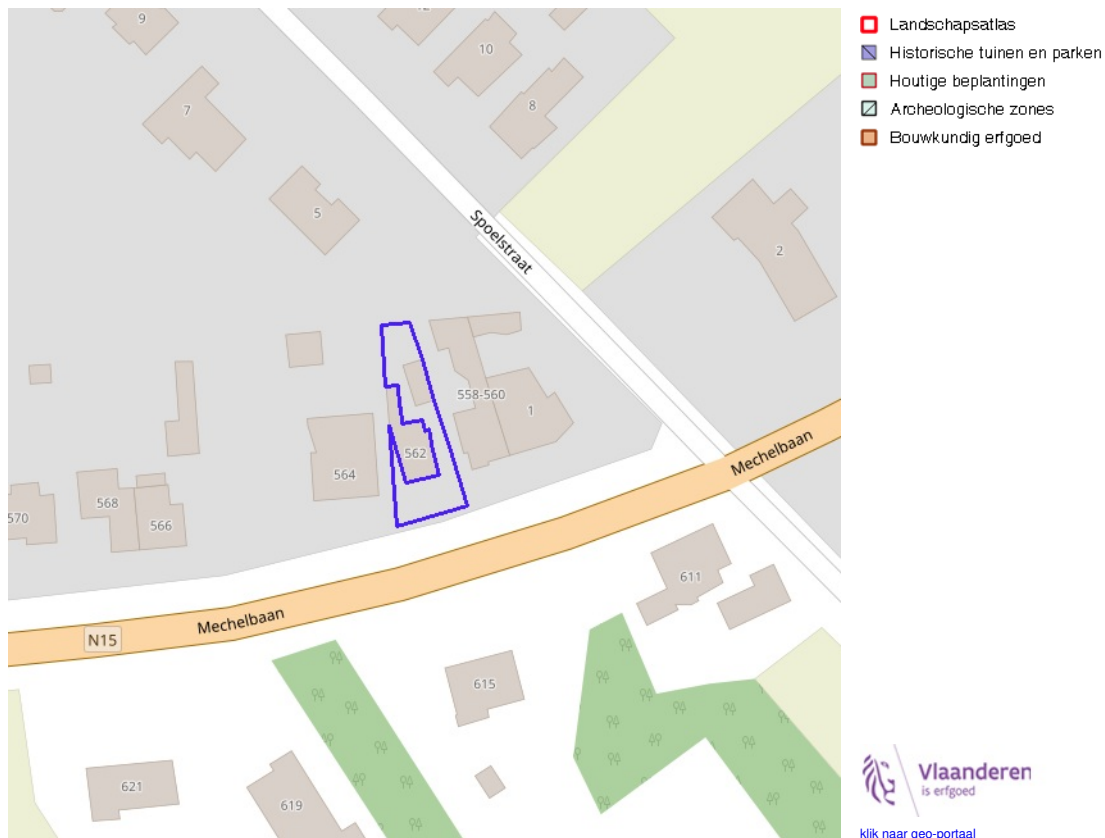 9
12
10
7
8
5
Spoelstraat
2
558-560
1
562
564
568
566
570
Mechelbaan
Mechelbaan
N15
611
615
621
619
Landschapsatlas
Historische tuinen en parken
Houtige beplantingen
Archeologische zones
Bouwkundig erfgoed
Vlaanderen
is erfgoed
klik naar geo-portaal